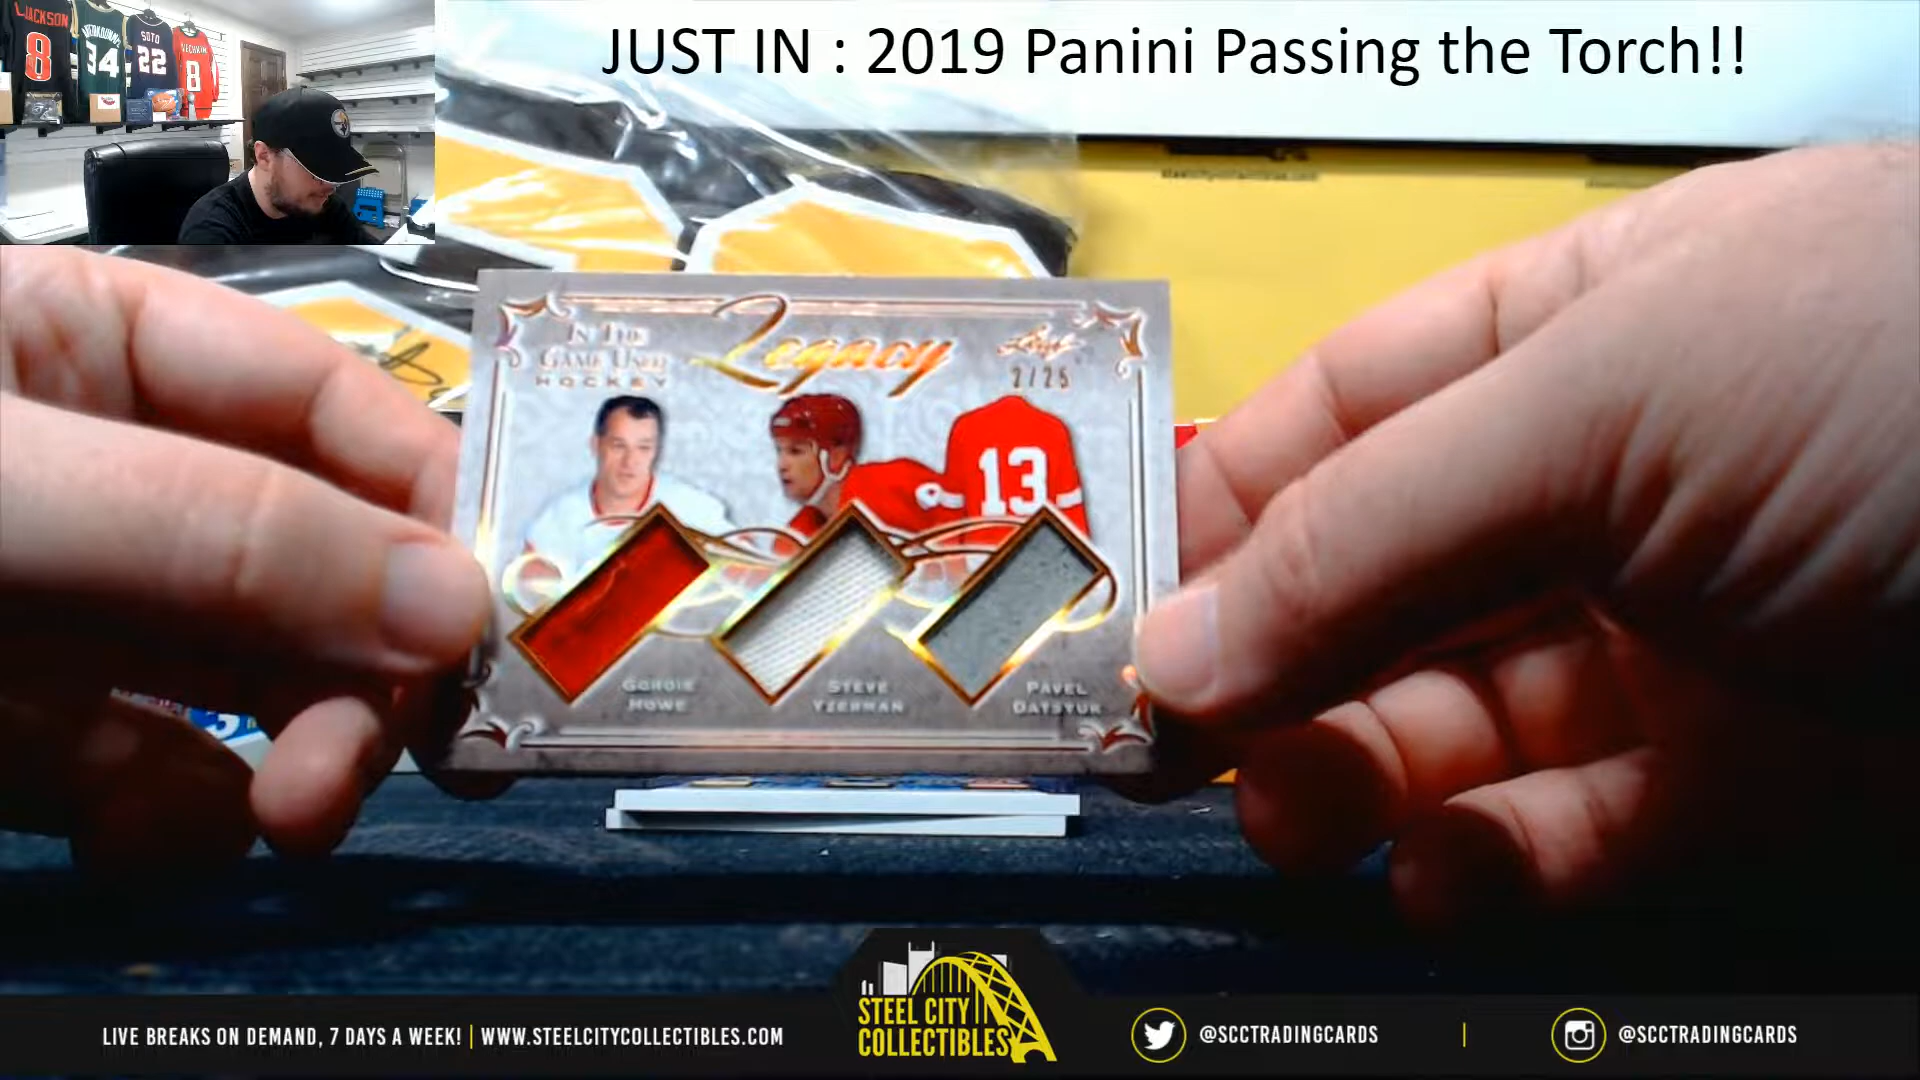 JUST IN : 2019 Panini Passing the Torch!!
L.JACKSON
8
34
SOTO
22
8
IN THE
GAME USED
HOCKEY
Legacy
Leaf
2/25
13
GORDIE
HOWE
STEVE
YZERMAN
PAVEL
DATSYUK
STEEL CITY
COLLECTIBLES
LIVE BREAKS ON DEMAND, 7 DAYS A WEEK! | WWW.STEELCITYCOLLECTIBLES.COM
@SCCTRADINGCARDS |
@SCCTRADINGCARDS